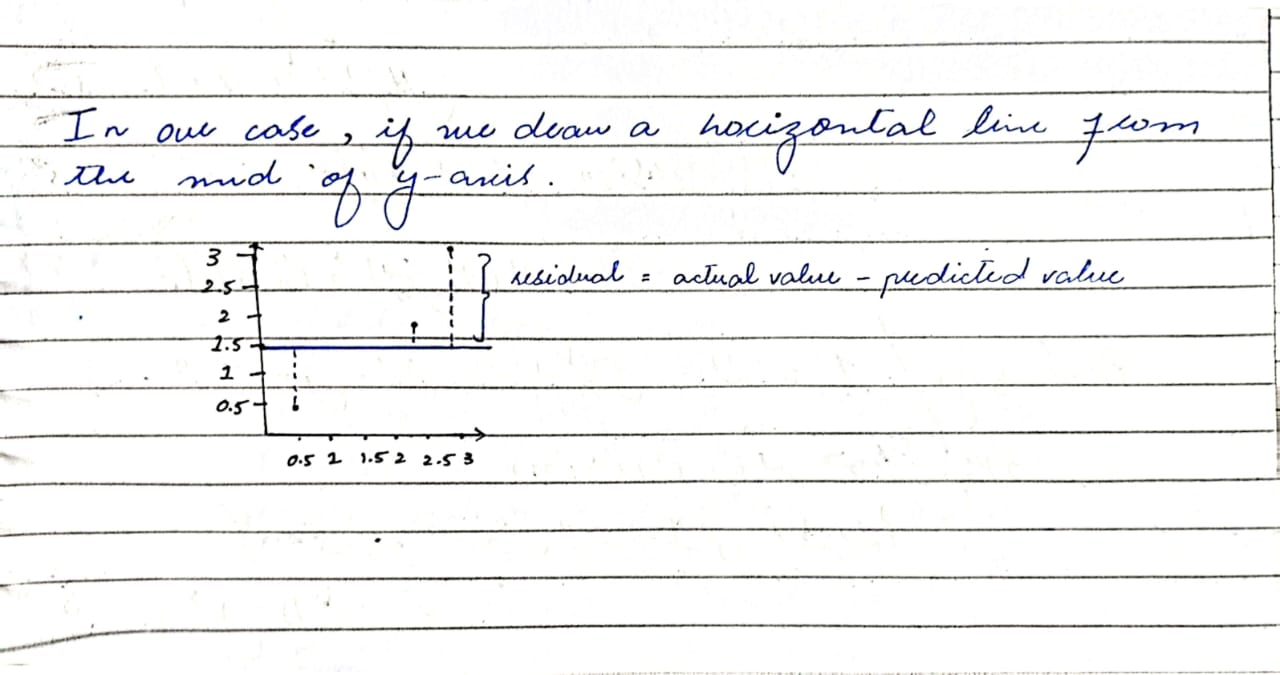 In our case, if we draw a horizontal line from
the mid of y-axis.
3
2.5
2
1.5
1
0.5
residual = actual value - predicted value
0.5 1 1.5 2 2.5 3